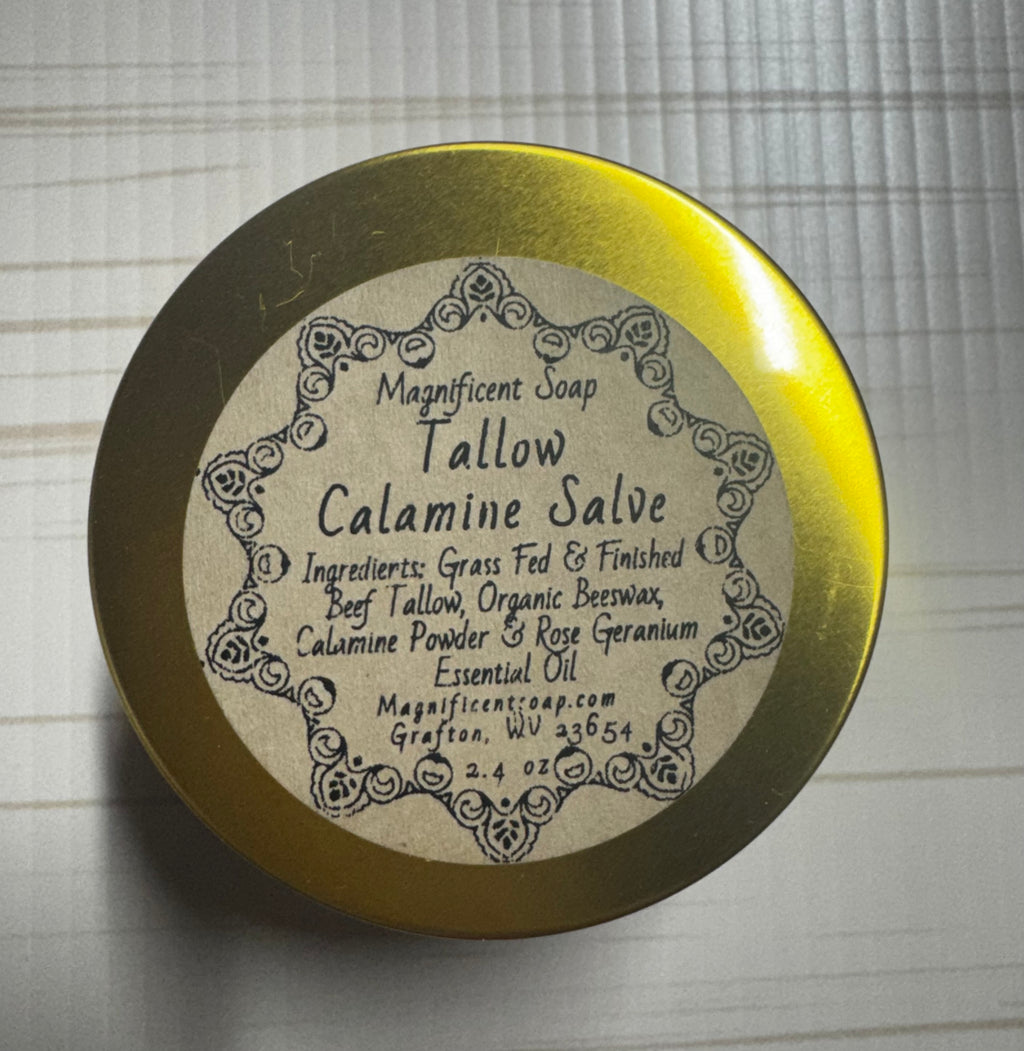 Magnificent Soap
Tallow
Calamine Salve
Ingredients: Grass Fed & Finished
Beef Tallow, Organic Beeswax,
Calamine Powder & Rose Geranium
Essential Oil
Magnificentsoap.com
Grafton, WV 23654
2.4 oz